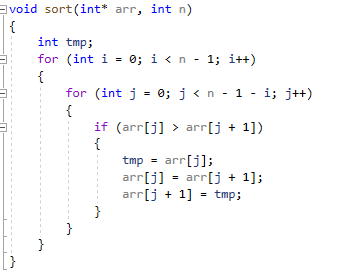 void sort(int* arr, int n)
{
    int tmp;
    for (int i = 0; i < n - 1; i++)
    {
        for (int j = 0; j < n - 1 - i; j++)
        {
            if (arr[j] > arr[j + 1])
            {
                tmp = arr[j];
                arr[j] = arr[j + 1];
                arr[j + 1] = tmp;
            }
        }
    }
}